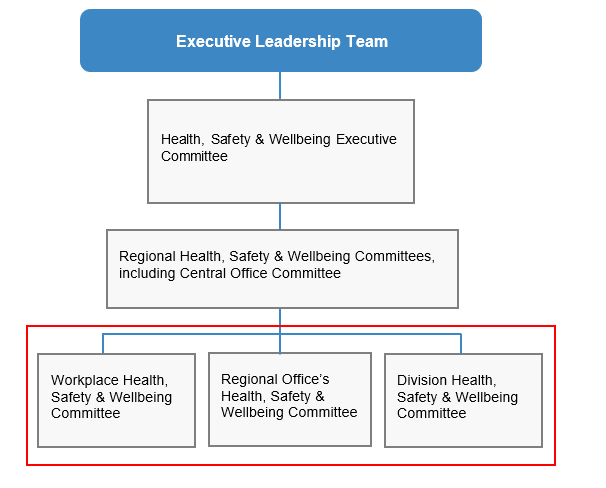 Executive Leadership Team
Health, Safety & Wellbeing Executive
Committee
Regional Health, Safety & Wellbeing Committees,
including Central Office Committee
Workplace Health,
Safety & Wellbeing
Committee
Regional Office’s
Health, Safety &
Wellbeing Committee
Division Health,
Safety & Wellbeing
Committee